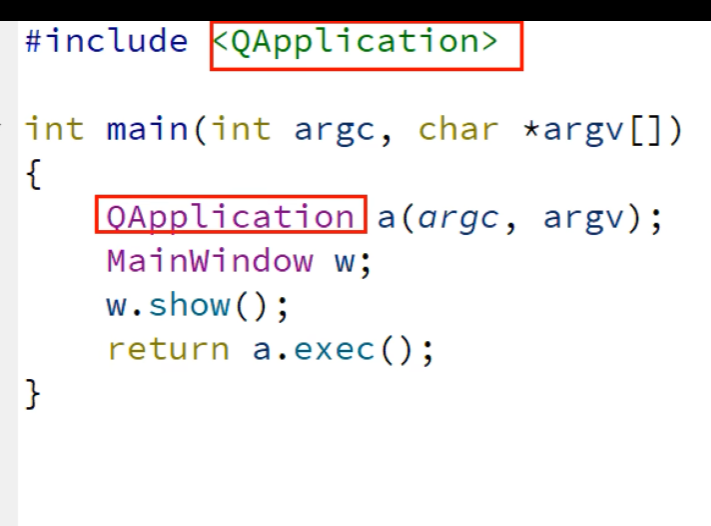 #include <QApplication>
int main(int argc, char *argv[])
{
    QApplication a(argc, argv);
    MainWindow w;
    w.show();
    return a.exec();
}